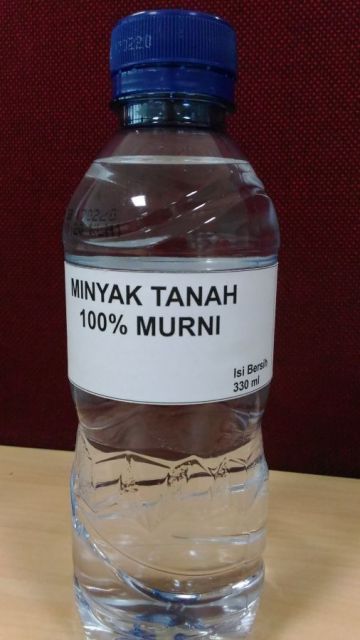 MINYAK TANAH
100% MURNI
Isi Bersih
330 ml